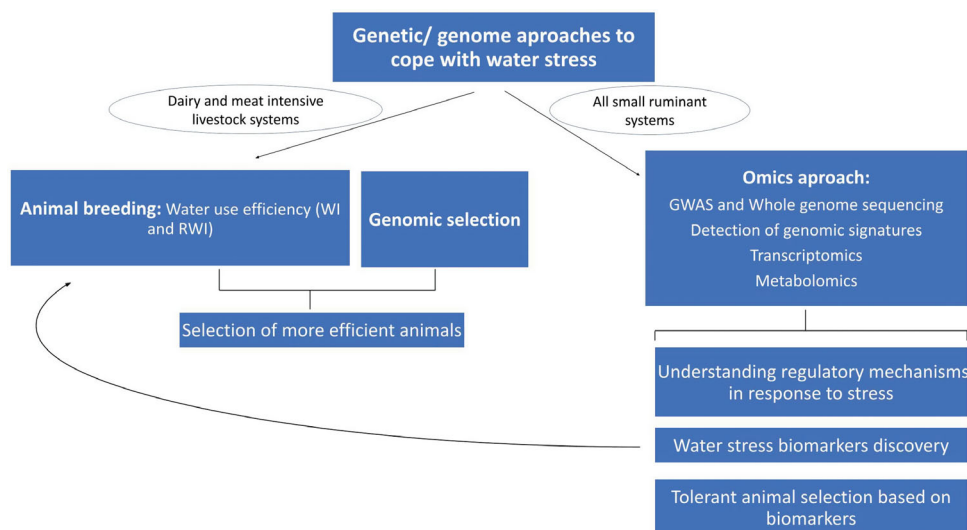 Genetic/ genome aproaches to
cope with water stress
Dairy and meat intensive
livestock systems
All small ruminant
systems
Animal breeding: Water use efficiency (WI
and RWI)
Genomic selection
Selection of more efficient animals
Omics aproach:
GWAS and Whole genome sequencing
Detection of genomic signatures
Transcriptomics
Metabolomics
Understanding regulatory mechanisms
in response to stress
Water stress biomarkers discovery
Tolerant animal selection based on
biomarkers